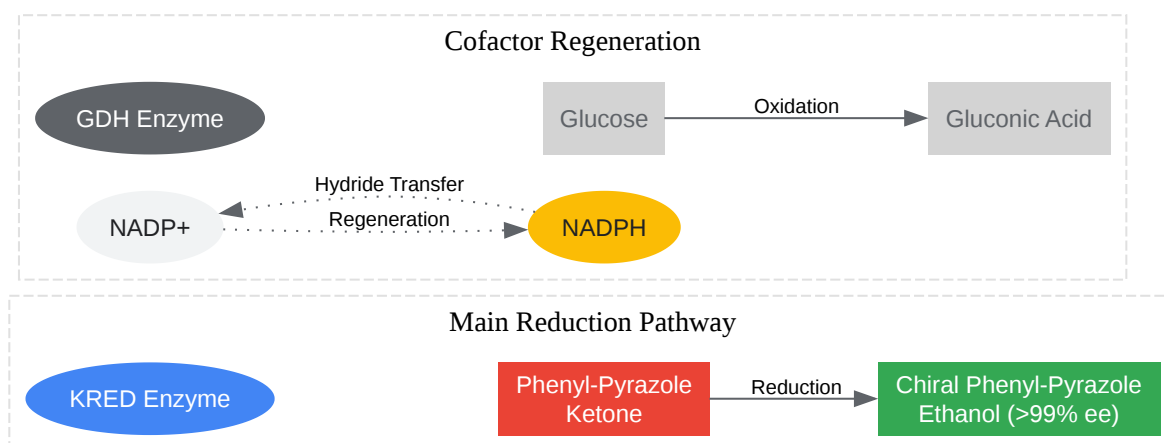 Cofactor Regeneration
GDH Enzyme
Glucose
Oxidation
Gluconic Acid
Hydride Transfer
NADP+
Regeneration
NADPH
Main Reduction Pathway
KRED Enzyme
Phenyl-Pyrazole
Ketone
Reduction
Chiral Phenyl-Pyrazole
Ethanol (>99% ee)